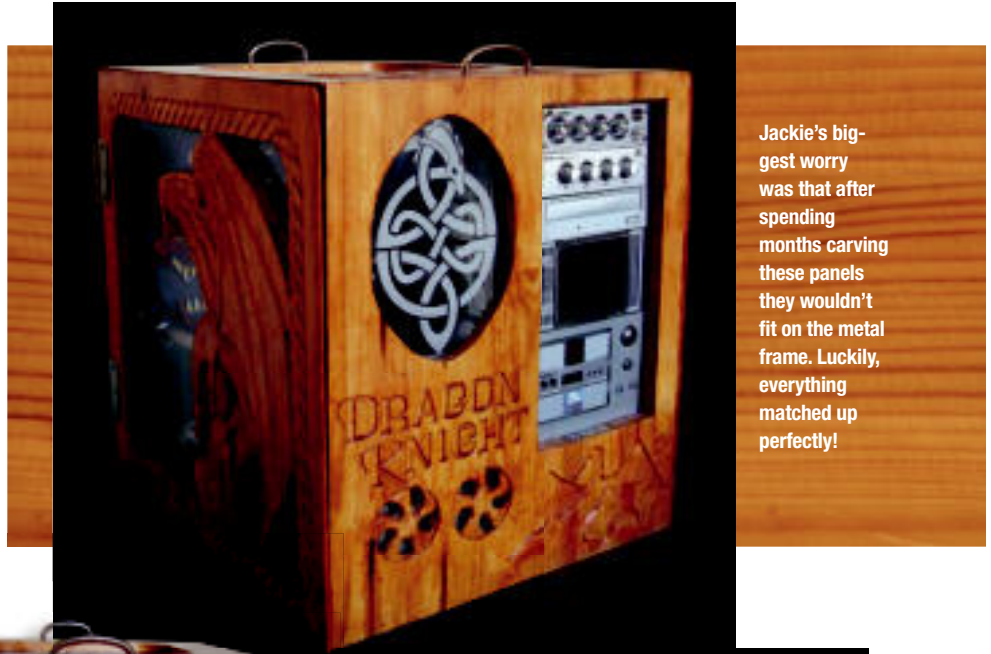 DRAGON
KNIGHT
Jackie's big-
gest worry
was that after
spending
months carving
these panels
they wouldn't
fit on the metal
frame. Luckily,
everything
matched up
perfectly!